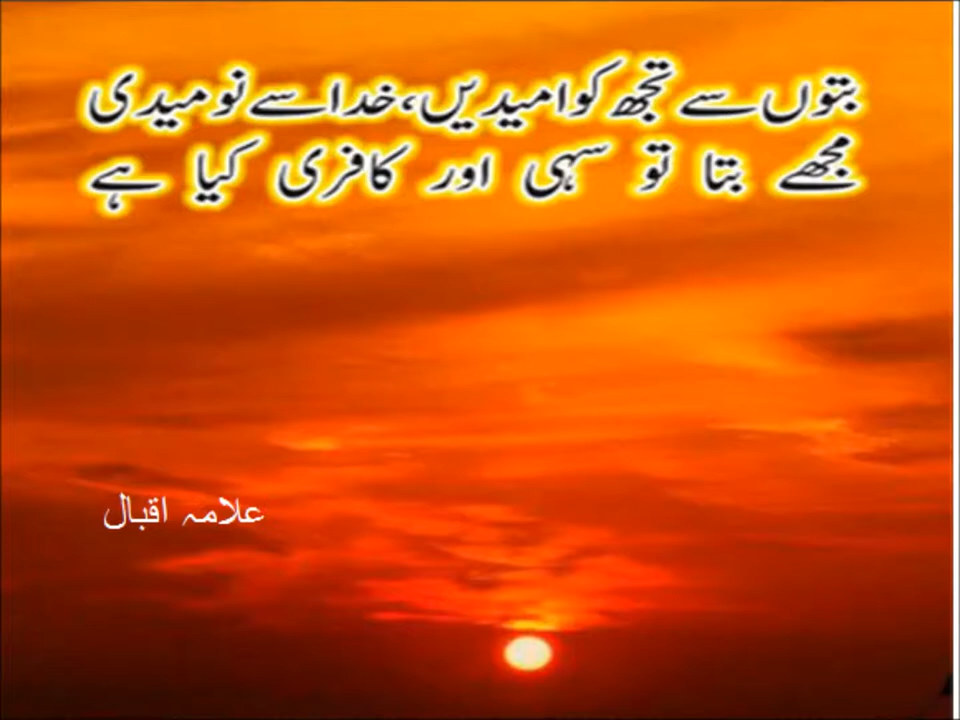 بتوں سے تجھ کو امیدیں، خدا سے نومیدی
مجھے بتا تو سہی اور کافری کیا ہے
علامہ اقبال